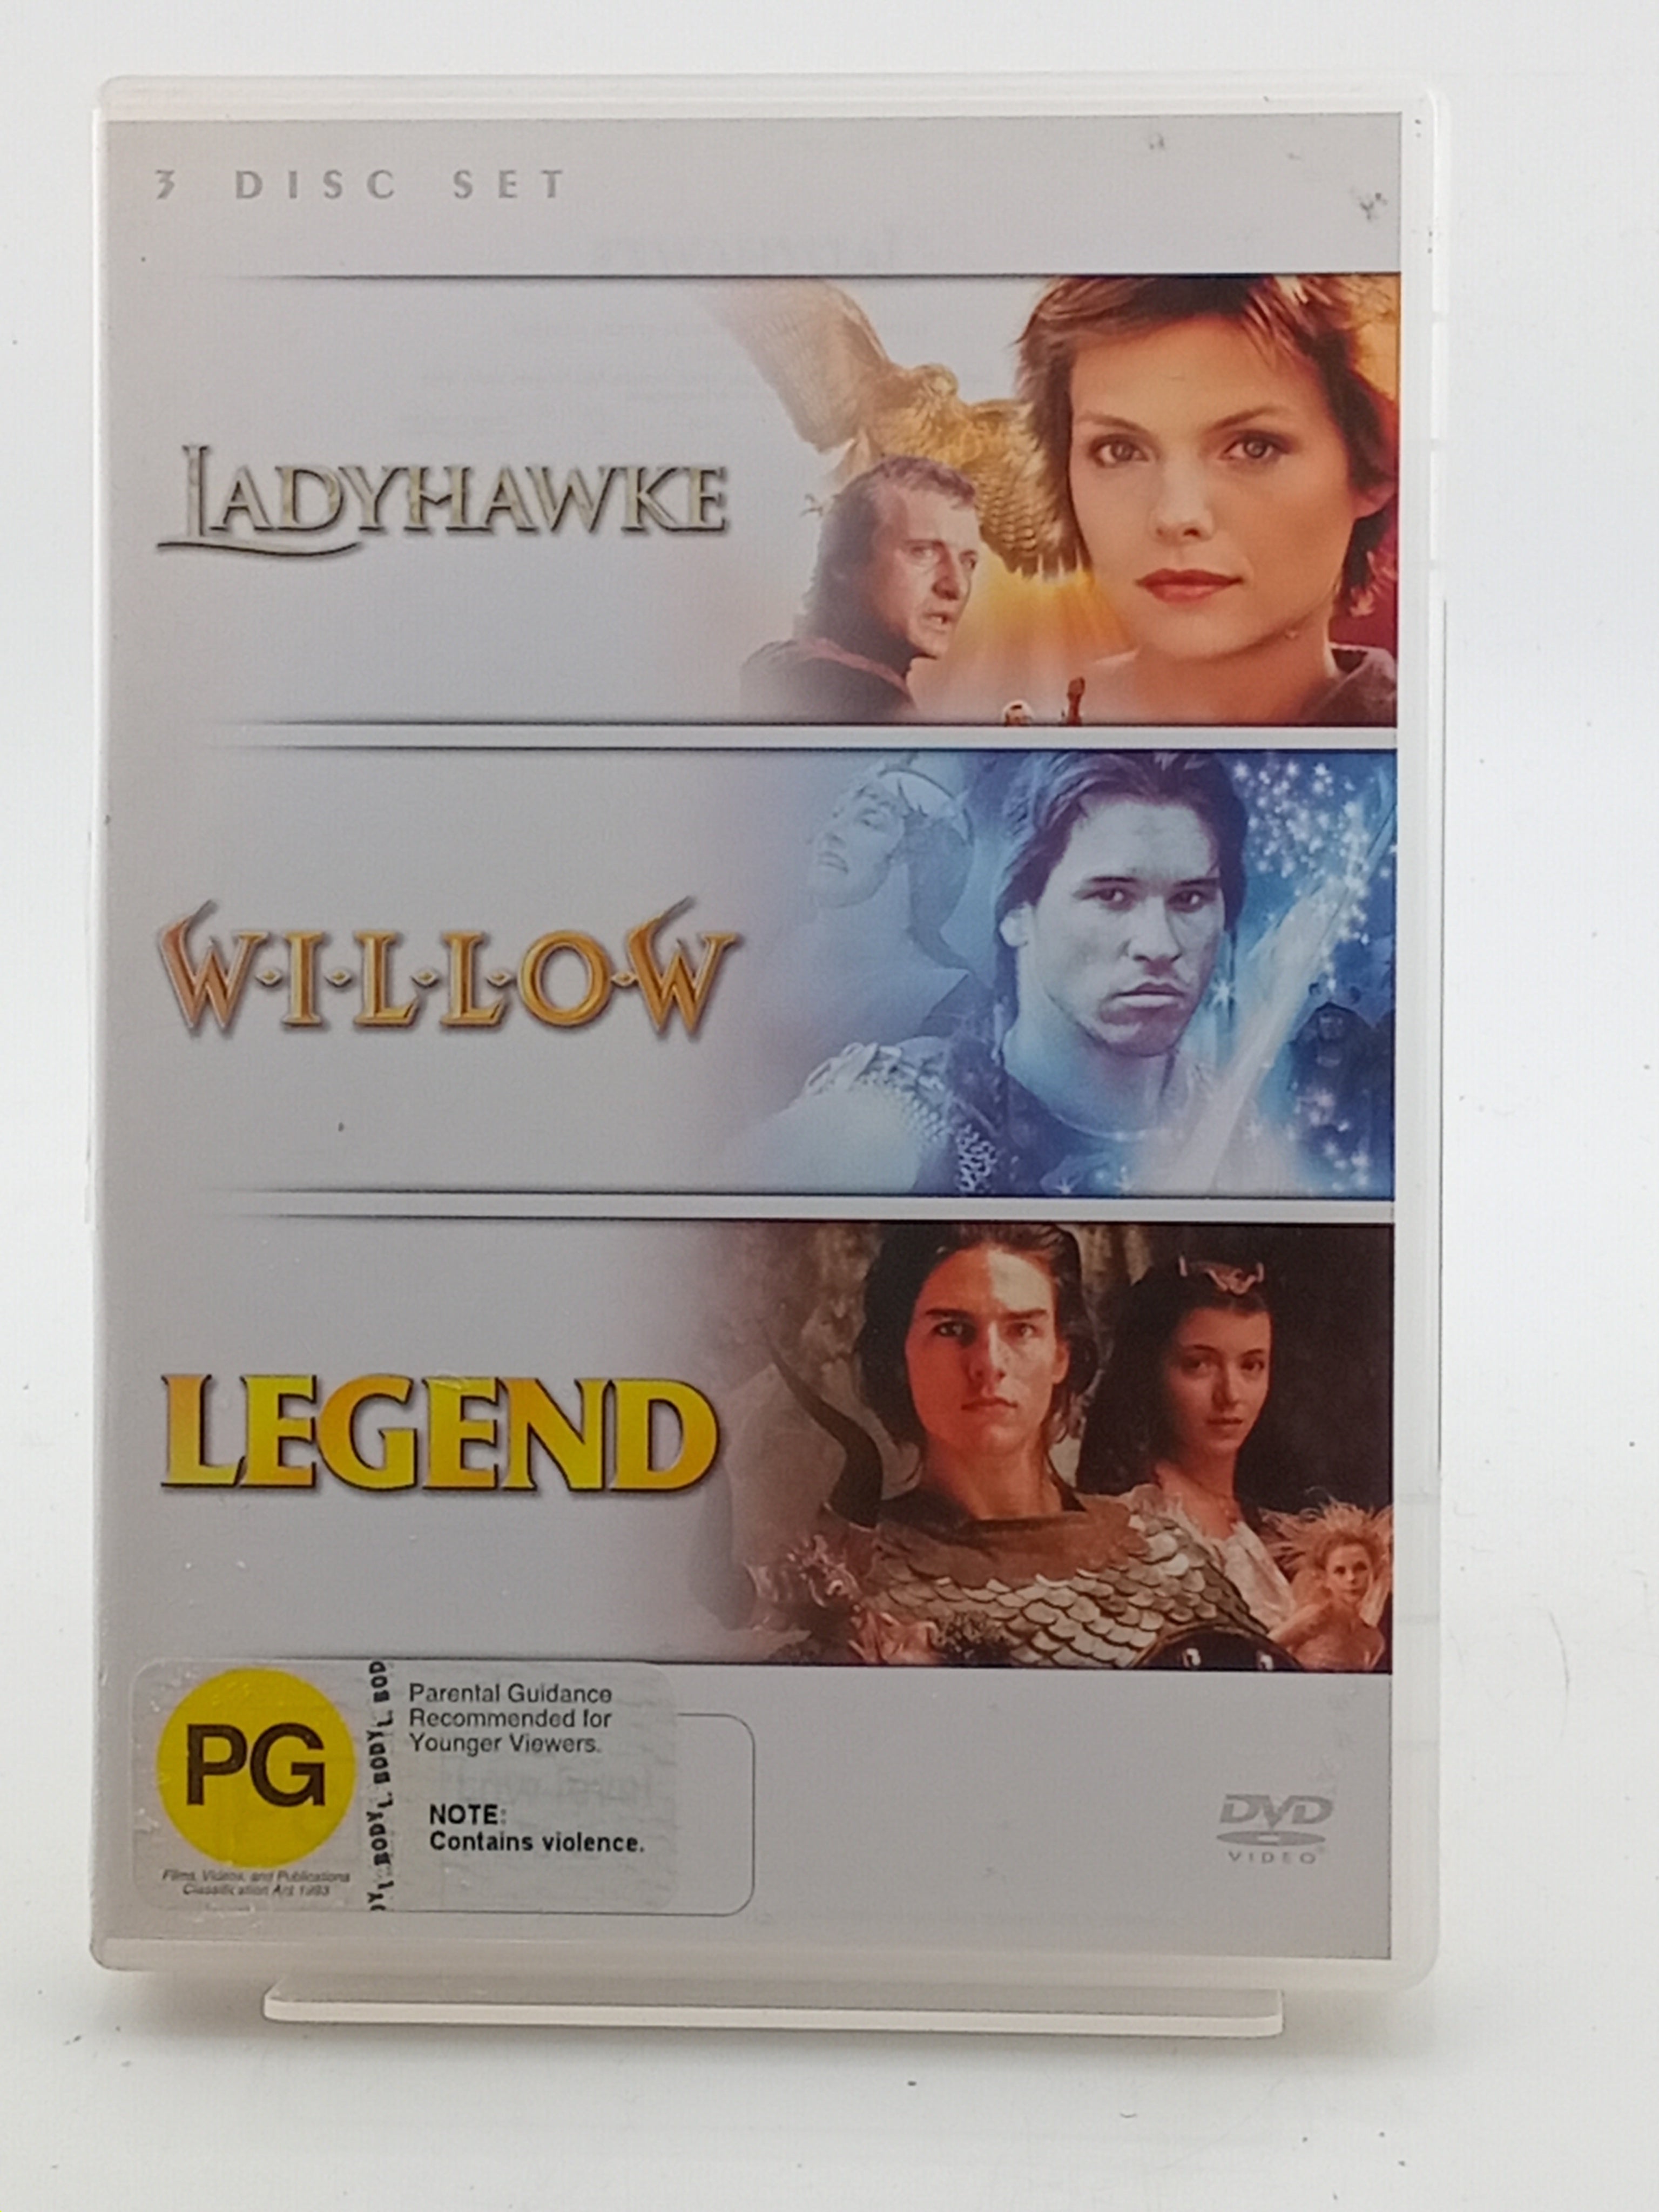 3 DISC SET
LADYHAWKE
W·I·L·L·O·W
LEGEND
PG
Films, Videos, and Publications
Classification Act 1993
Parental Guidance
Recommended for
Younger Viewers.
NOTE:
Contains violence.
DVD
VIDEO